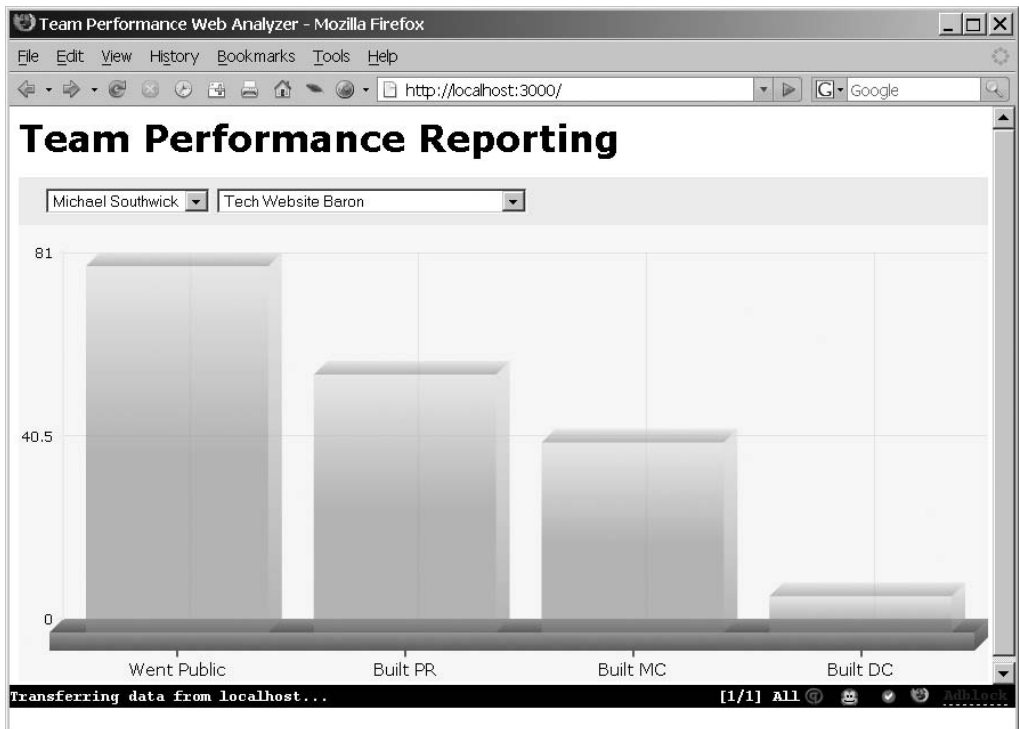 Team Performance Web Analyzer - Mozilla Firefox
File Edit View History Bookmarks Tools Help
http://localhost:3000/ G Google
Team Performance Reporting
Michael Southwick Tech Website Baron
81
40.5
0
Went Public Built PR Built MC Built DC
Transferring data from localhost... [1/1] All Adblock